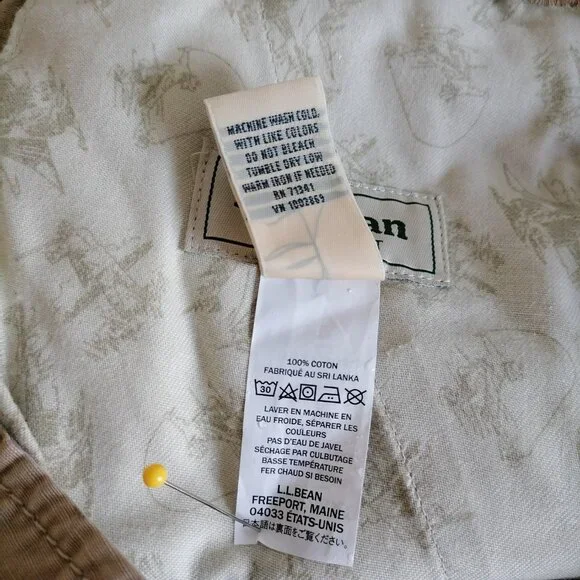 MACHINE WASH COLD,
WITH LIKE COLORS
DO NOT BLEACH
TUMBLE DRY LOW
WARM IRON IF NEEDED
RN 71341
VN 1002869
100% COTTON
FABRIQUÉ AU SRI LANKA
30
LAVER EN MACHINE EN
EAU FROIDE, SÉPARER LES
COULEURS
PAS D'EAU DE JAVEL
SÉCHAGE PAR CULBUTAGE
BASSE TEMPÉRATURE
FER CHAUD SI BESOIN
L.L.BEAN
FREEPORT, MAINE
04033 ÉTATS-UNIS
日本語は裏面をご覧ください